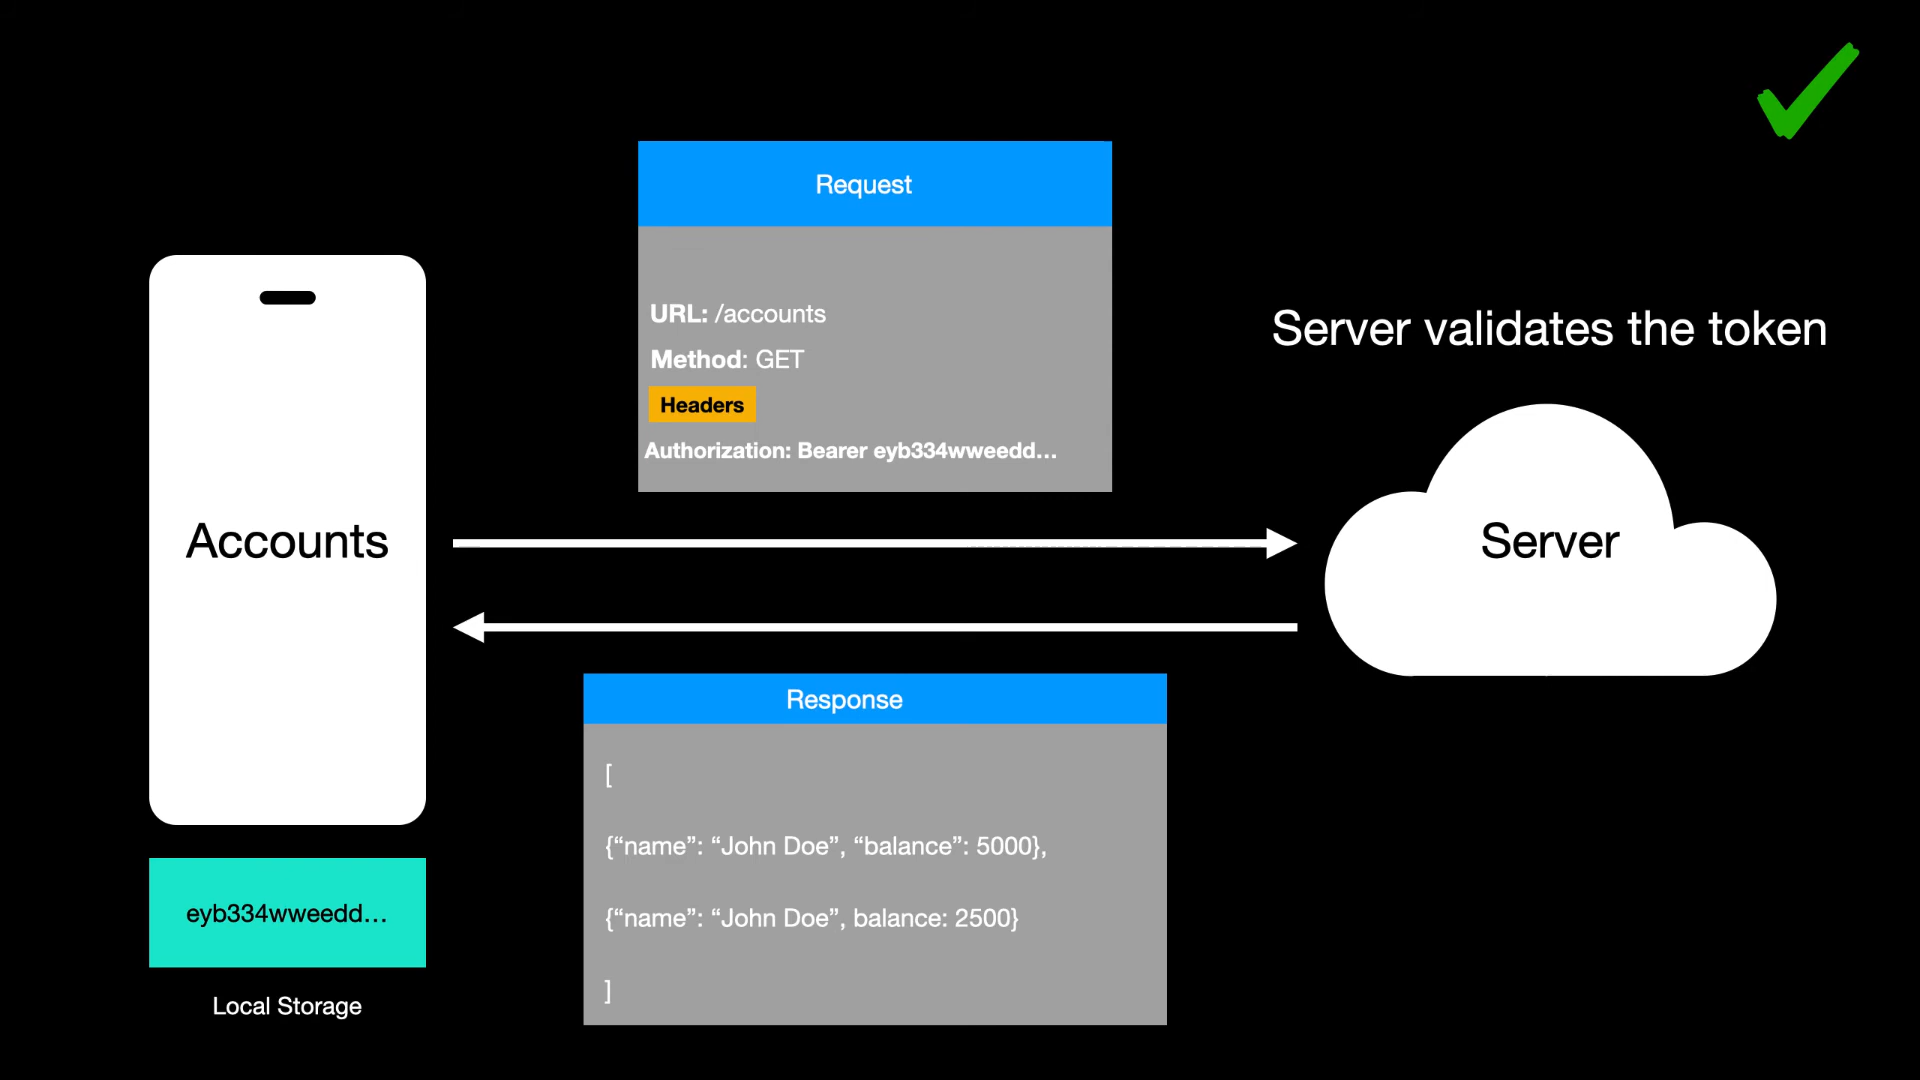 Request
URL: /accounts
Method: GET
Headers
Authorization: Bearer eyb334wweedd...
Server validates the token
Accounts
Server
Response
[
{“name”: “John Doe”, “balance”: 5000},
{“name”: “John Doe”, balance: 2500}
]
eyb334wweedd...
Local Storage